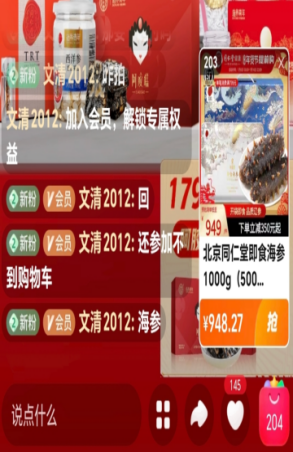 新粉 文清2012: 昨拍
文清2012: 加入会员，解锁专属权
益
新粉 V会员 文清2012: 回
新粉 V会员 文清2012: 还参加不
到购物车
新粉 V会员 文清2012: 海参
179
203
949
下单立减350元起
北京同仁堂即食海参
1000g（500...
¥948.27 抢
说点什么
145
204